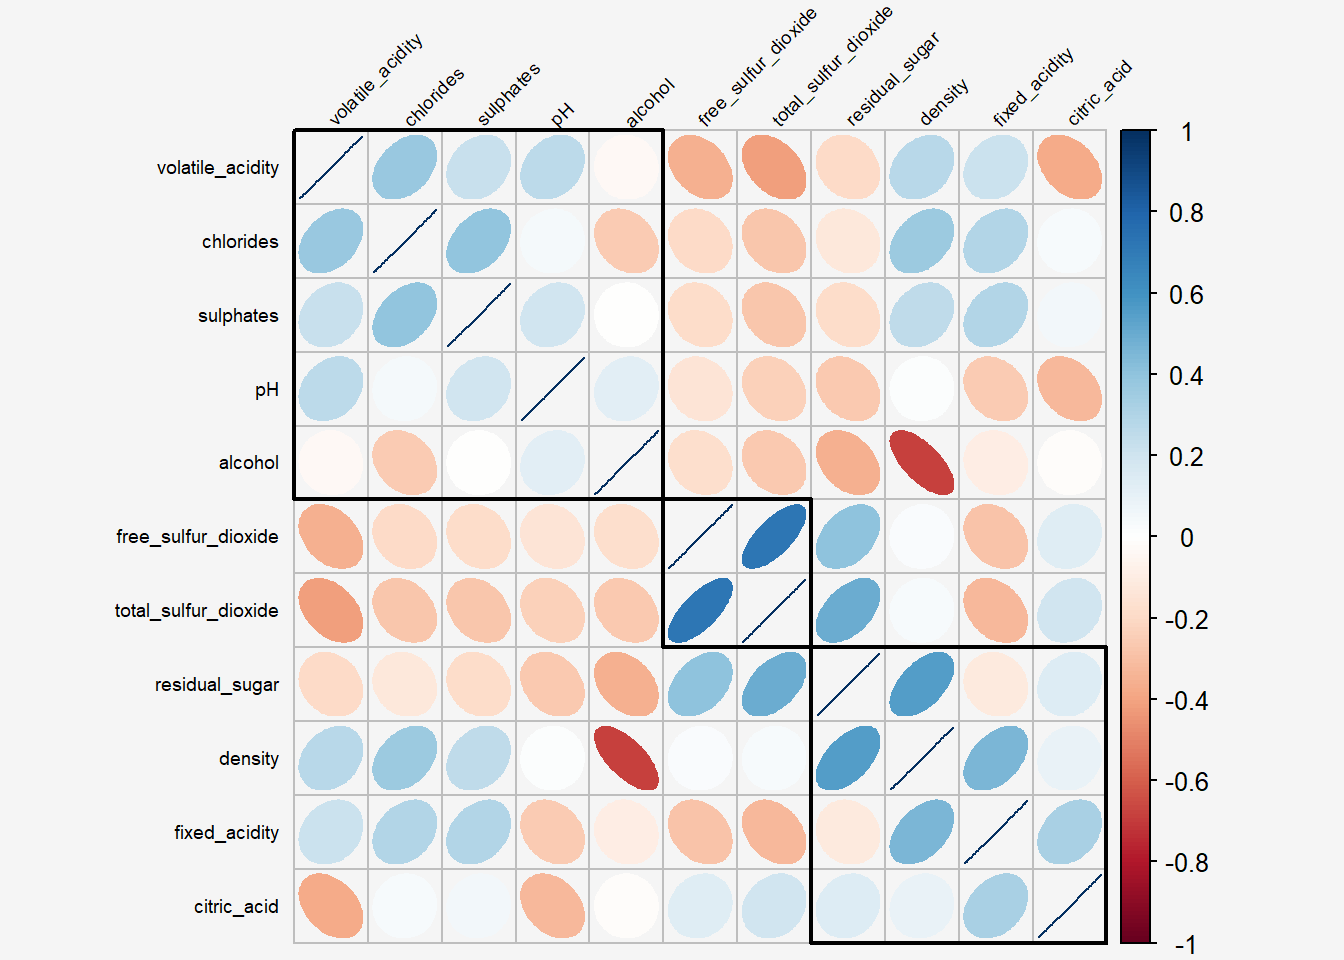 volatile_acidity
chlorides
sulphates
pH
alcohol
free_sulfur_dioxide
total_sulfur_dioxide
residual_sugar
density
fixed_acidity
citric_acid
volatile_acidity
chlorides
sulphates
pH
alcohol
free_sulfur_dioxide
total_sulfur_dioxide
residual_sugar
density
fixed_acidity
citric_acid
1
0.8
0.6
0.4
0.2
0
-0.2
-0.4
-0.6
-0.8
-1